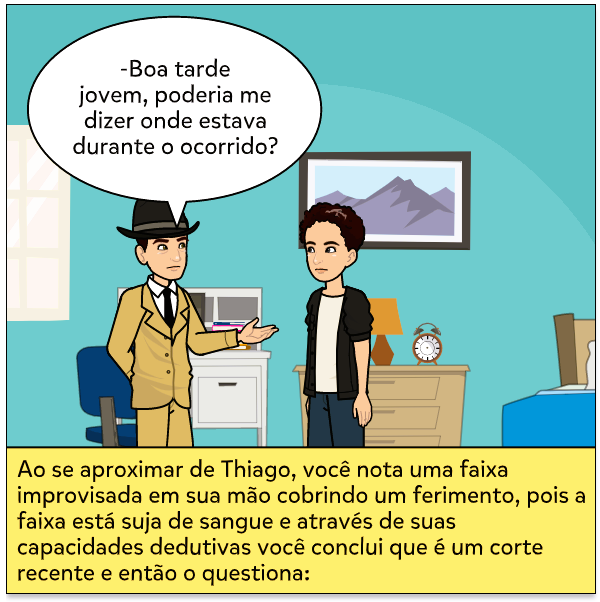 -Boa tarde
jovem, poderia me
dizer onde estava
durante o ocorrido?
Ao se aproximar de Thiago, você nota uma faixa
improvisada em sua mão cobrindo um ferimento, pois a
faixa está suja de sangue e através de suas
capacidades dedutivas você conclui que é um corte
recente e então o questiona: